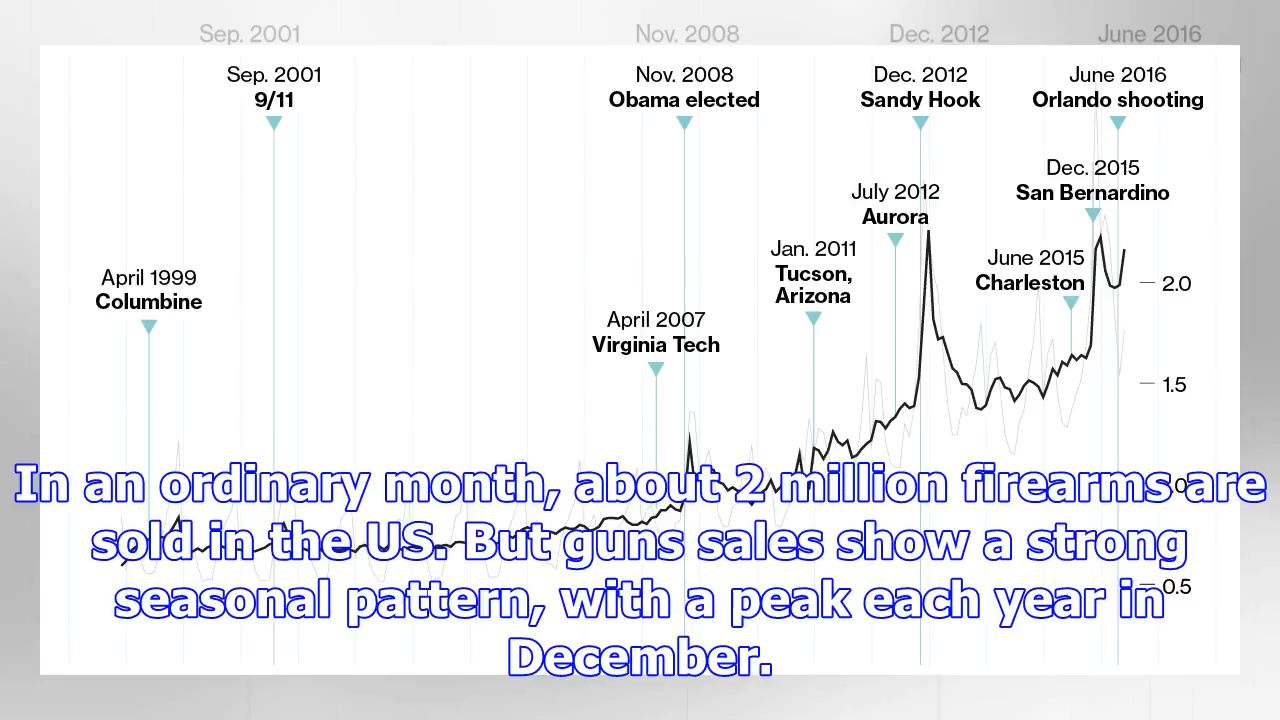 Sep. 2001
Nov. 2008
Dec. 2012
June 2016
Sep. 2001
9/11
Nov. 2008
Obama elected
Dec. 2012
Sandy Hook
June 2016
Orlando shooting
Dec. 2015
San Bernardino
July 2012
Aurora
Jan. 2011
Tucson,
Arizona
June 2015
Charleston
April 1999
Columbine
April 2007
Virginia Tech
2.0
1.5
0.5
In an ordinary month, about 2 million firearms are
sold in the US. But guns sales show a strong
seasonal pattern, with a peak each year in
December.